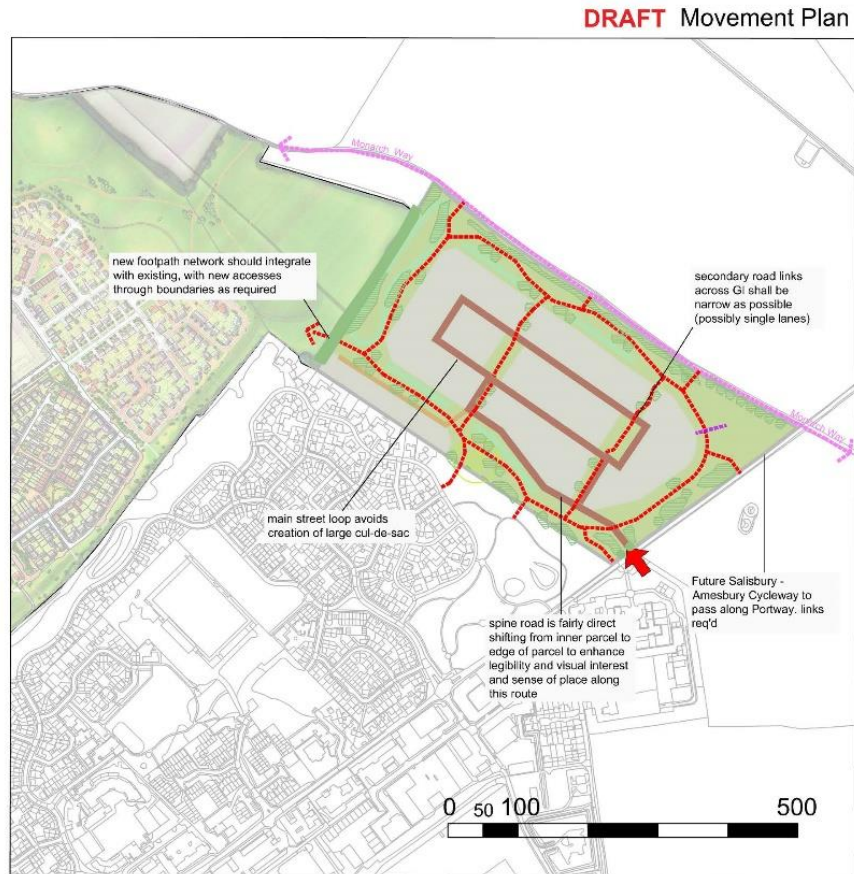 DRAFT Movement Plan
Monarch Way
new footpath network should integrate
with existing, with new accesses
through boundaries as required
secondary road links
across GI shall be
narrow as possible
(possibly single lanes)
Monarch Way
main street loop avoids
creation of large cul-de-sac
Future Salisbury -
Amesbury Cycleway to
pass along Portway. links
req'd
spine road is fairly direct
shifting from inner parcel to
edge of parcel to enhance
legibility and visual interest
and sense of place along
this route
0 50 100 500